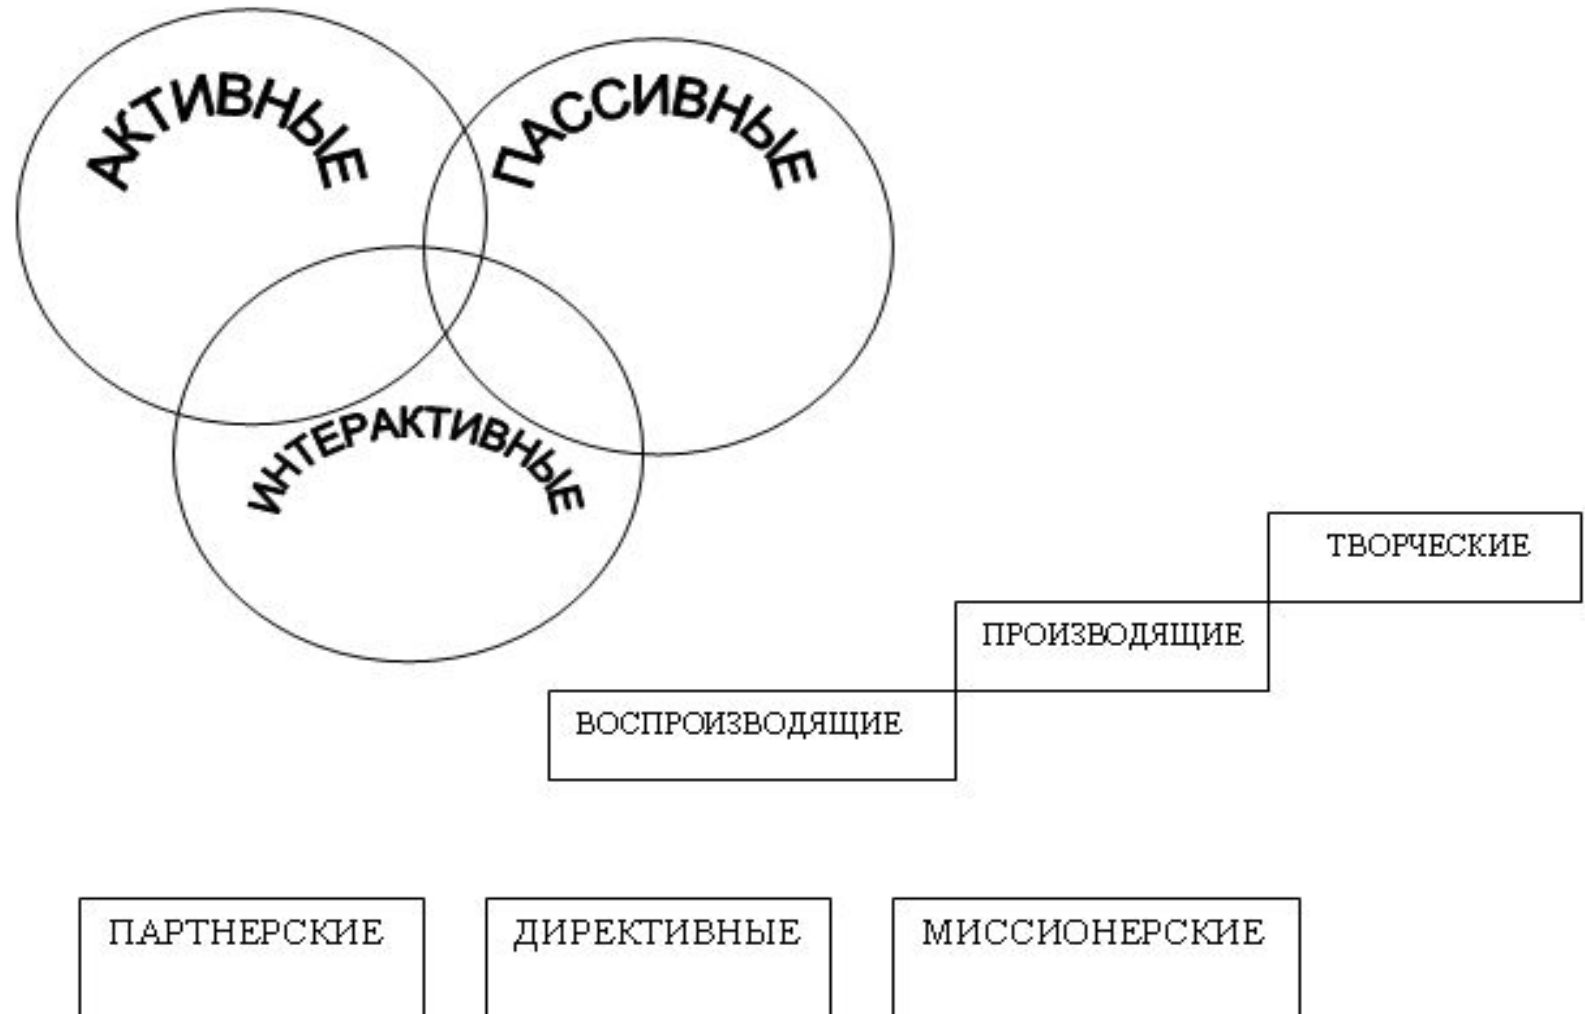 АКТИВНЫЕ
ПАССИВНЫЕ
ИНТЕРАКТИВНЫЕ
ТВОРЧЕСКИЕ
ПРОИЗВОДЯЩИЕ
ВОСПРОИЗВОДЯЩИЕ
ПАРТНЕРСКИЕ
ДИРЕКТИВНЫЕ
МИССИОНЕРСКИЕ